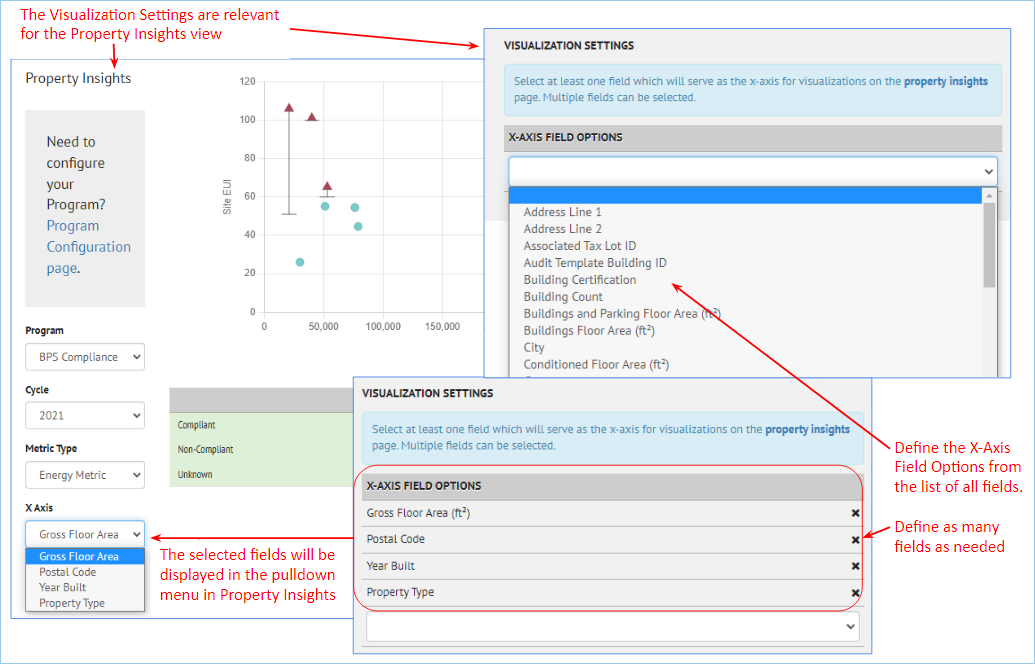 The Visualization Settings are relevant
for the Property Insights view
Property Insights
Need to
configure
your
Program?
Program
Configuration
page.
Program
BPS Compliance
Cycle
2021
Metric Type
Energy Metric
X Axis
Gross Floor Area
Gross Floor Area
Postal Code
Year Built
Property Type
120
100
80
60
40
20
0
Site EUI
0 50,000 100,000 150,000
Compliant
Non-Compliant
Unknown
The selected fields will be
displayed in the pulldown
menu in Property Insights
VISUALIZATION SETTINGS
Select at least one field which will serve as the x-axis for visualizations on the property insights
page. Multiple fields can be selected.
X-AXIS FIELD OPTIONS
Address Line 1
Address Line 2
Associated Tax Lot ID
Audit Template Building ID
Building Certification
Building Count
Buildings and Parking Floor Area (ft²)
Buildings Floor Area (ft²)
City
Conditioned Floor Area (ft²)
VISUALIZATION SETTINGS
Select at least one field which will serve as the x-axis for visualizations on the property insights
page. Multiple fields can be selected.
X-AXIS FIELD OPTIONS
Gross Floor Area (ft²)
Postal Code
Year Built
Property Type
Define the X-Axis
Field Options from
the list of all fields.
Define as many
fields as needed